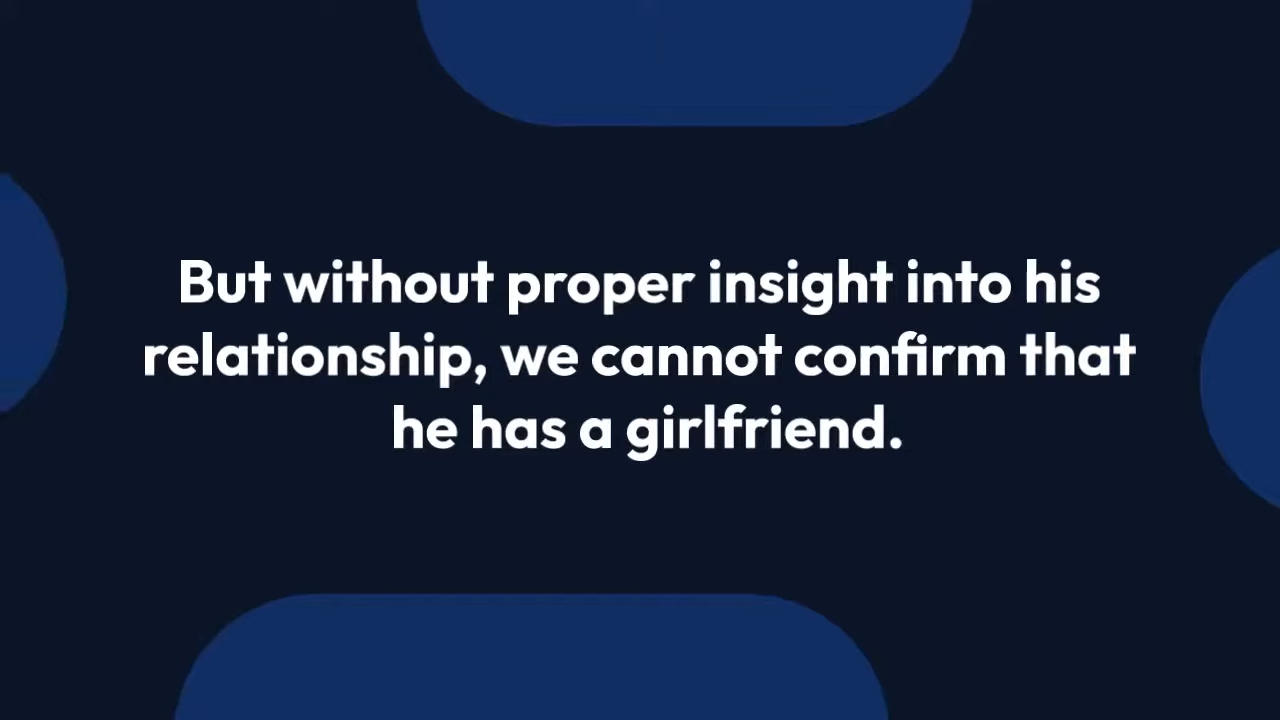 But without proper insight into his
relationship, we cannot confirm that
he has a girlfriend.